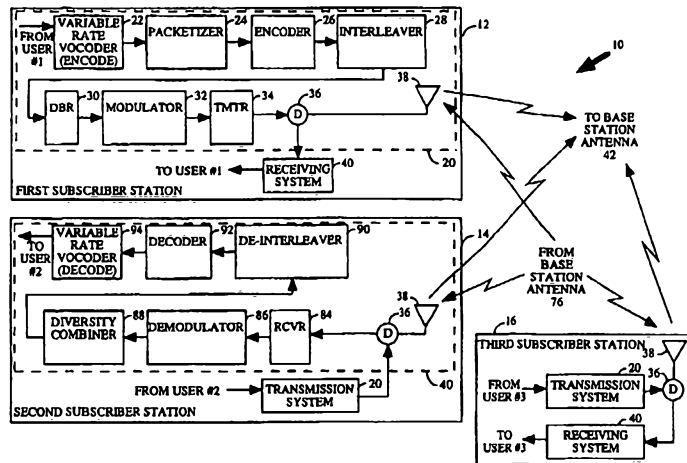 VARIABLE
RATE
VOCODER
(ENCODE)
22
PACKETIZER
24
ENCODER
26
INTERLEAVER
28
12
FROM
USER
#1
10
DBR
30
MODULATOR
32
TMTR
34
36
D
38
TO BASE
STATION
ANTENNA
42
TO USER #1
RECEIVING
SYSTEM
40
20
FIRST SUBSCRIBER STATION
TO
USER
#2
VARIABLE
RATE
VOCODER
(DECODE)
94
DECODER
92
DE-INTERLEAVER
90
14
FROM
BASE
STATION
ANTENNA
76
DIVERSITY
COMBINER
88
DEMODULATOR
86
RCVR
84
36
D
38
40
FROM USER #2
TRANSMISSION
SYSTEM
20
SECOND SUBSCRIBER STATION
16
THIRD SUBSCRIBER STATION
38
FROM
USER #3
TRANSMISSION
SYSTEM
20
36
D
TO
USER #3
RECEIVING
SYSTEM
40